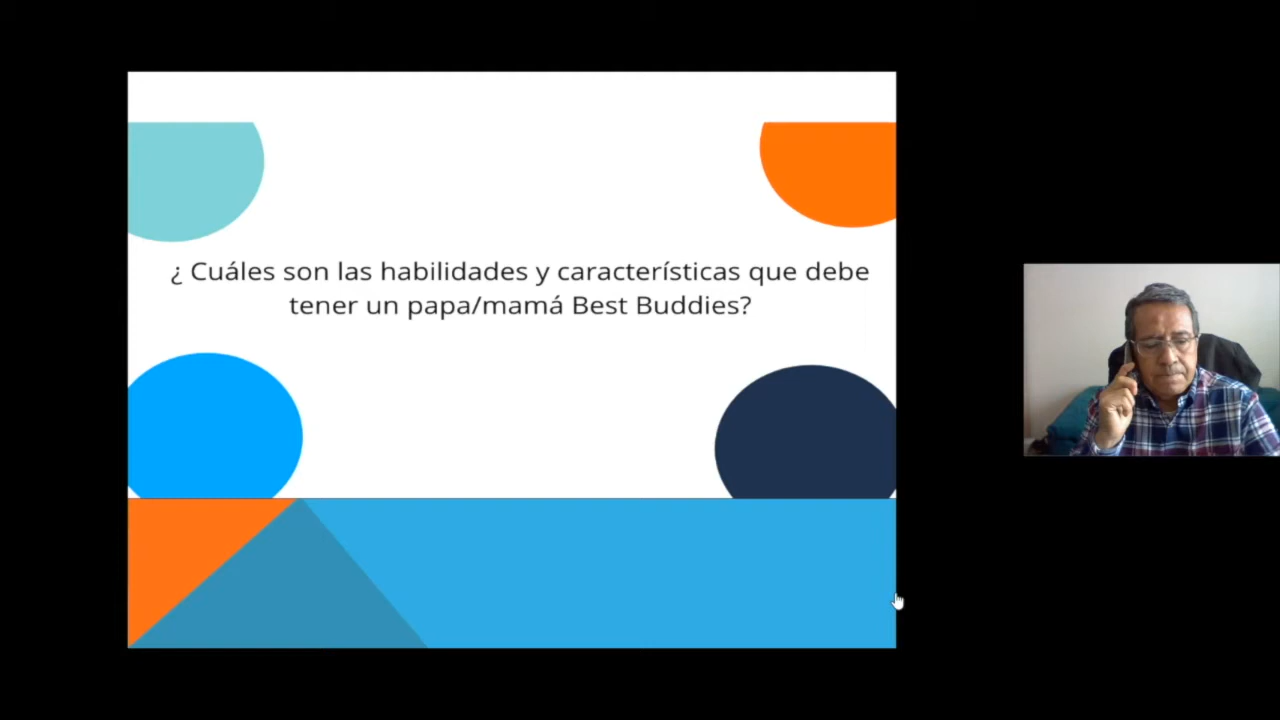 ¿ Cuáles son las habilidades y características que debe
tener un papa/mamá Best Buddies?